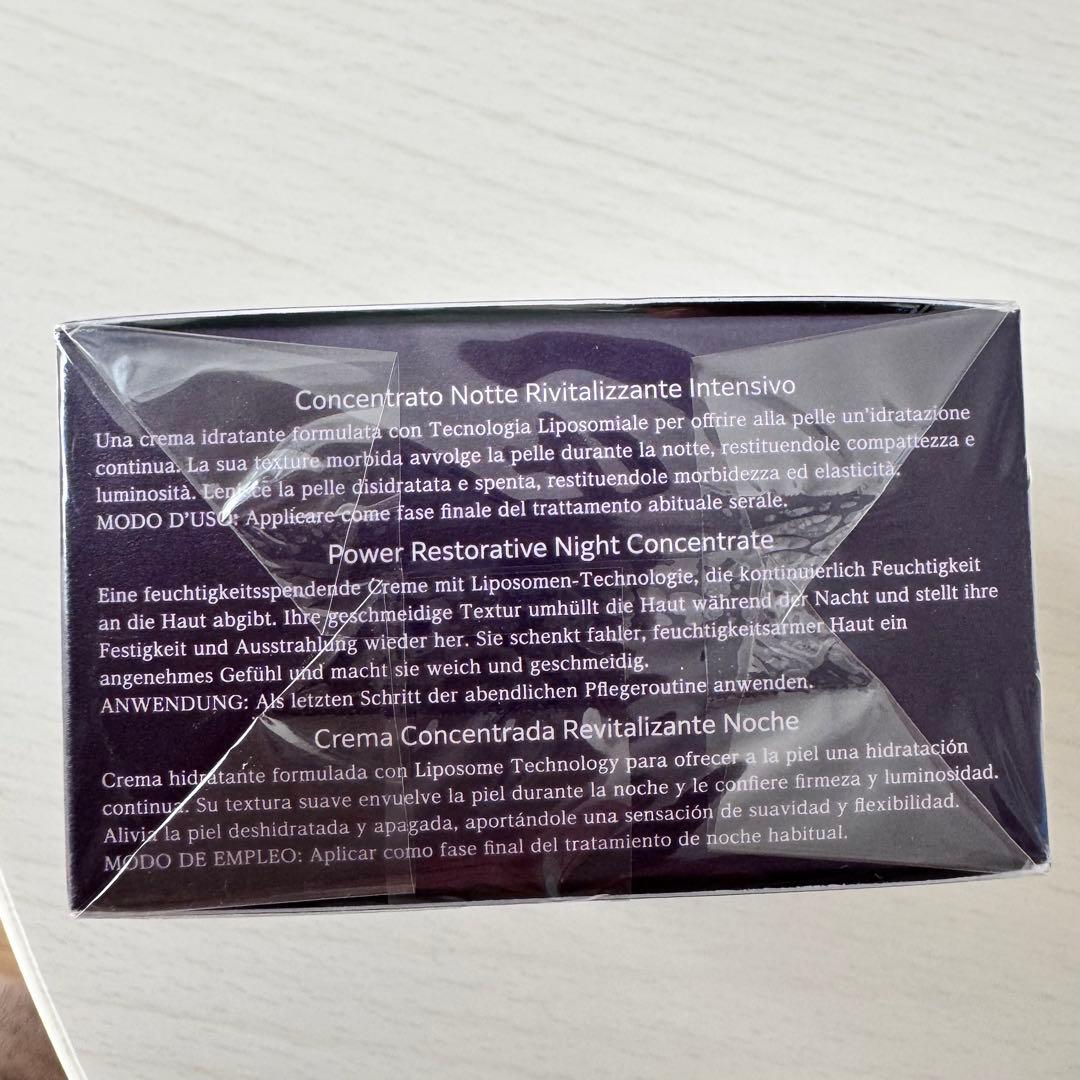 Concentrato Notte Rivitalizzante Intensivo
Una crema idratante formulata con Tecnologia Liposomiale per offrire alla pelle un'idratazione
continua. La sua texture morbida avvolge la pelle durante la notte, restituendole compattezza e
luminosità. Lenisce la pelle disidratata e spenta, restituendole morbidezza ed elasticità.
MODO D'USO: Applicare come fase finale del trattamento abituale serale.
Power Restorative Night Concentrate
Eine feuchtigkeitsspendende Creme mit Liposomen-Technologie, die kontinuierlich Feuchtigkeit
an die Haut abgibt. Ihre geschmeidige Textur umhüllt die Haut während der Nacht und stellt ihre
Festigkeit und Ausstrahlung wieder her. Sie schenkt fahler, feuchtigkeitsarmer Haut ein
angenehmes Gefühl und macht sie weich und geschmeidig.
ANWENDUNG: Als letzten Schritt der abendlichen Pflegeroutine anwenden.
Crema Concentrada Revitalizante Noche
Crema hidratante formulada con Liposome Technology para ofrecer a la piel una hidratación
continua. Su textura suave envuelve la piel durante la noche y le confiere firmeza y luminosidad.
Alivia la piel deshidratada y apagada, aportándole una sensación de suavidad y flexibilidad.
MODO DE EMPLEO: Aplicar como fase final del tratamiento de noche habitual.